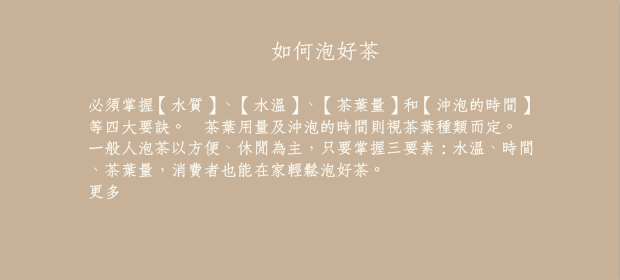 如何泡好茶
必須掌握【水質】、【水溫】、【茶葉量】和【沖泡的時間】
等四大要訣。　茶葉用量及沖泡的時間則視茶葉種類而定。
一般人泡茶以方便、休閒為主，只要掌握三要素：水溫、時間
、茶葉量，消費者也能在家輕鬆泡好茶。
更多